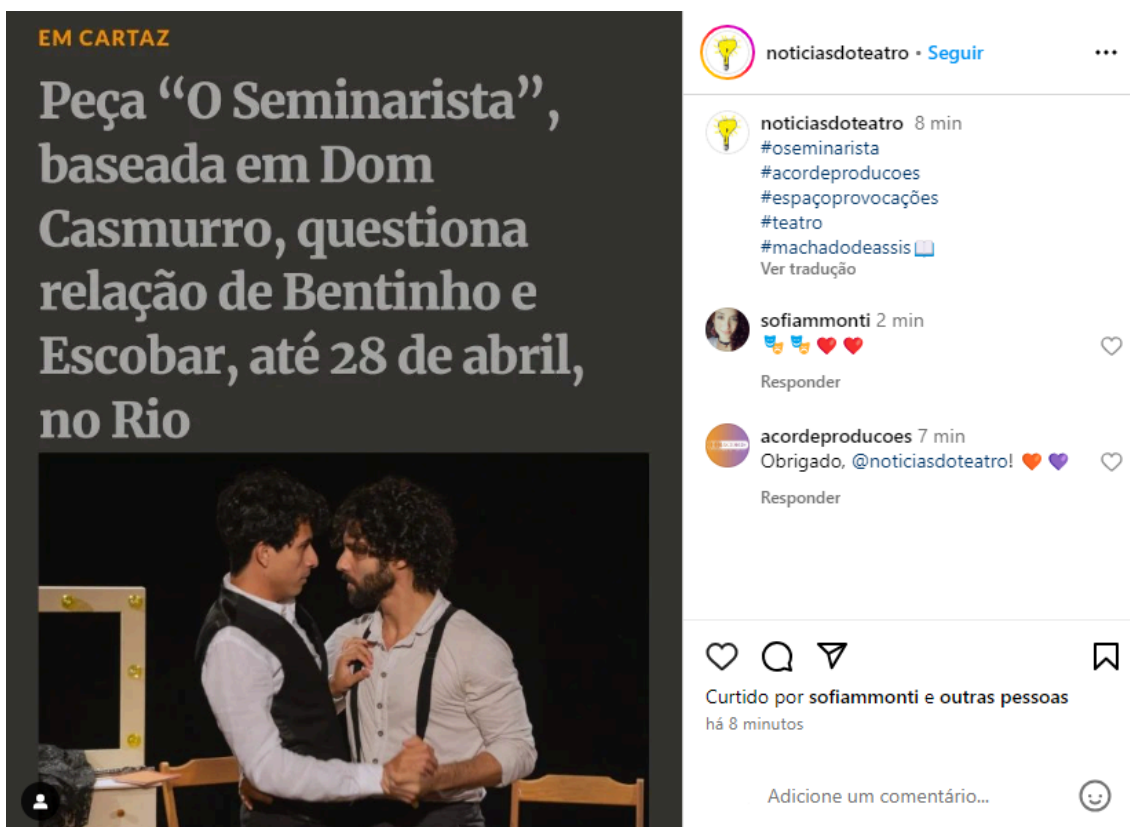 EM CARTAZ
Peça “O Seminarista”,
baseada em Dom
Casmurro, questiona
relação de Bentinho e
Escobar, até 28 de abril,
no Rio
noticiasdoteatro • Seguir
noticiasdoteatro 8 min
#oseminarista
#acordeproducoes
#espaçoprovocações
#teatro
#machadodeassis
Ver tradução
sofiammonti 2 min
Responder
acordeproducoes 7 min
Obrigado, @noticiasdoteatro!
Responder
Curtido por sofiammonti e outras pessoas
há 8 minutos
Adicione um comentário...